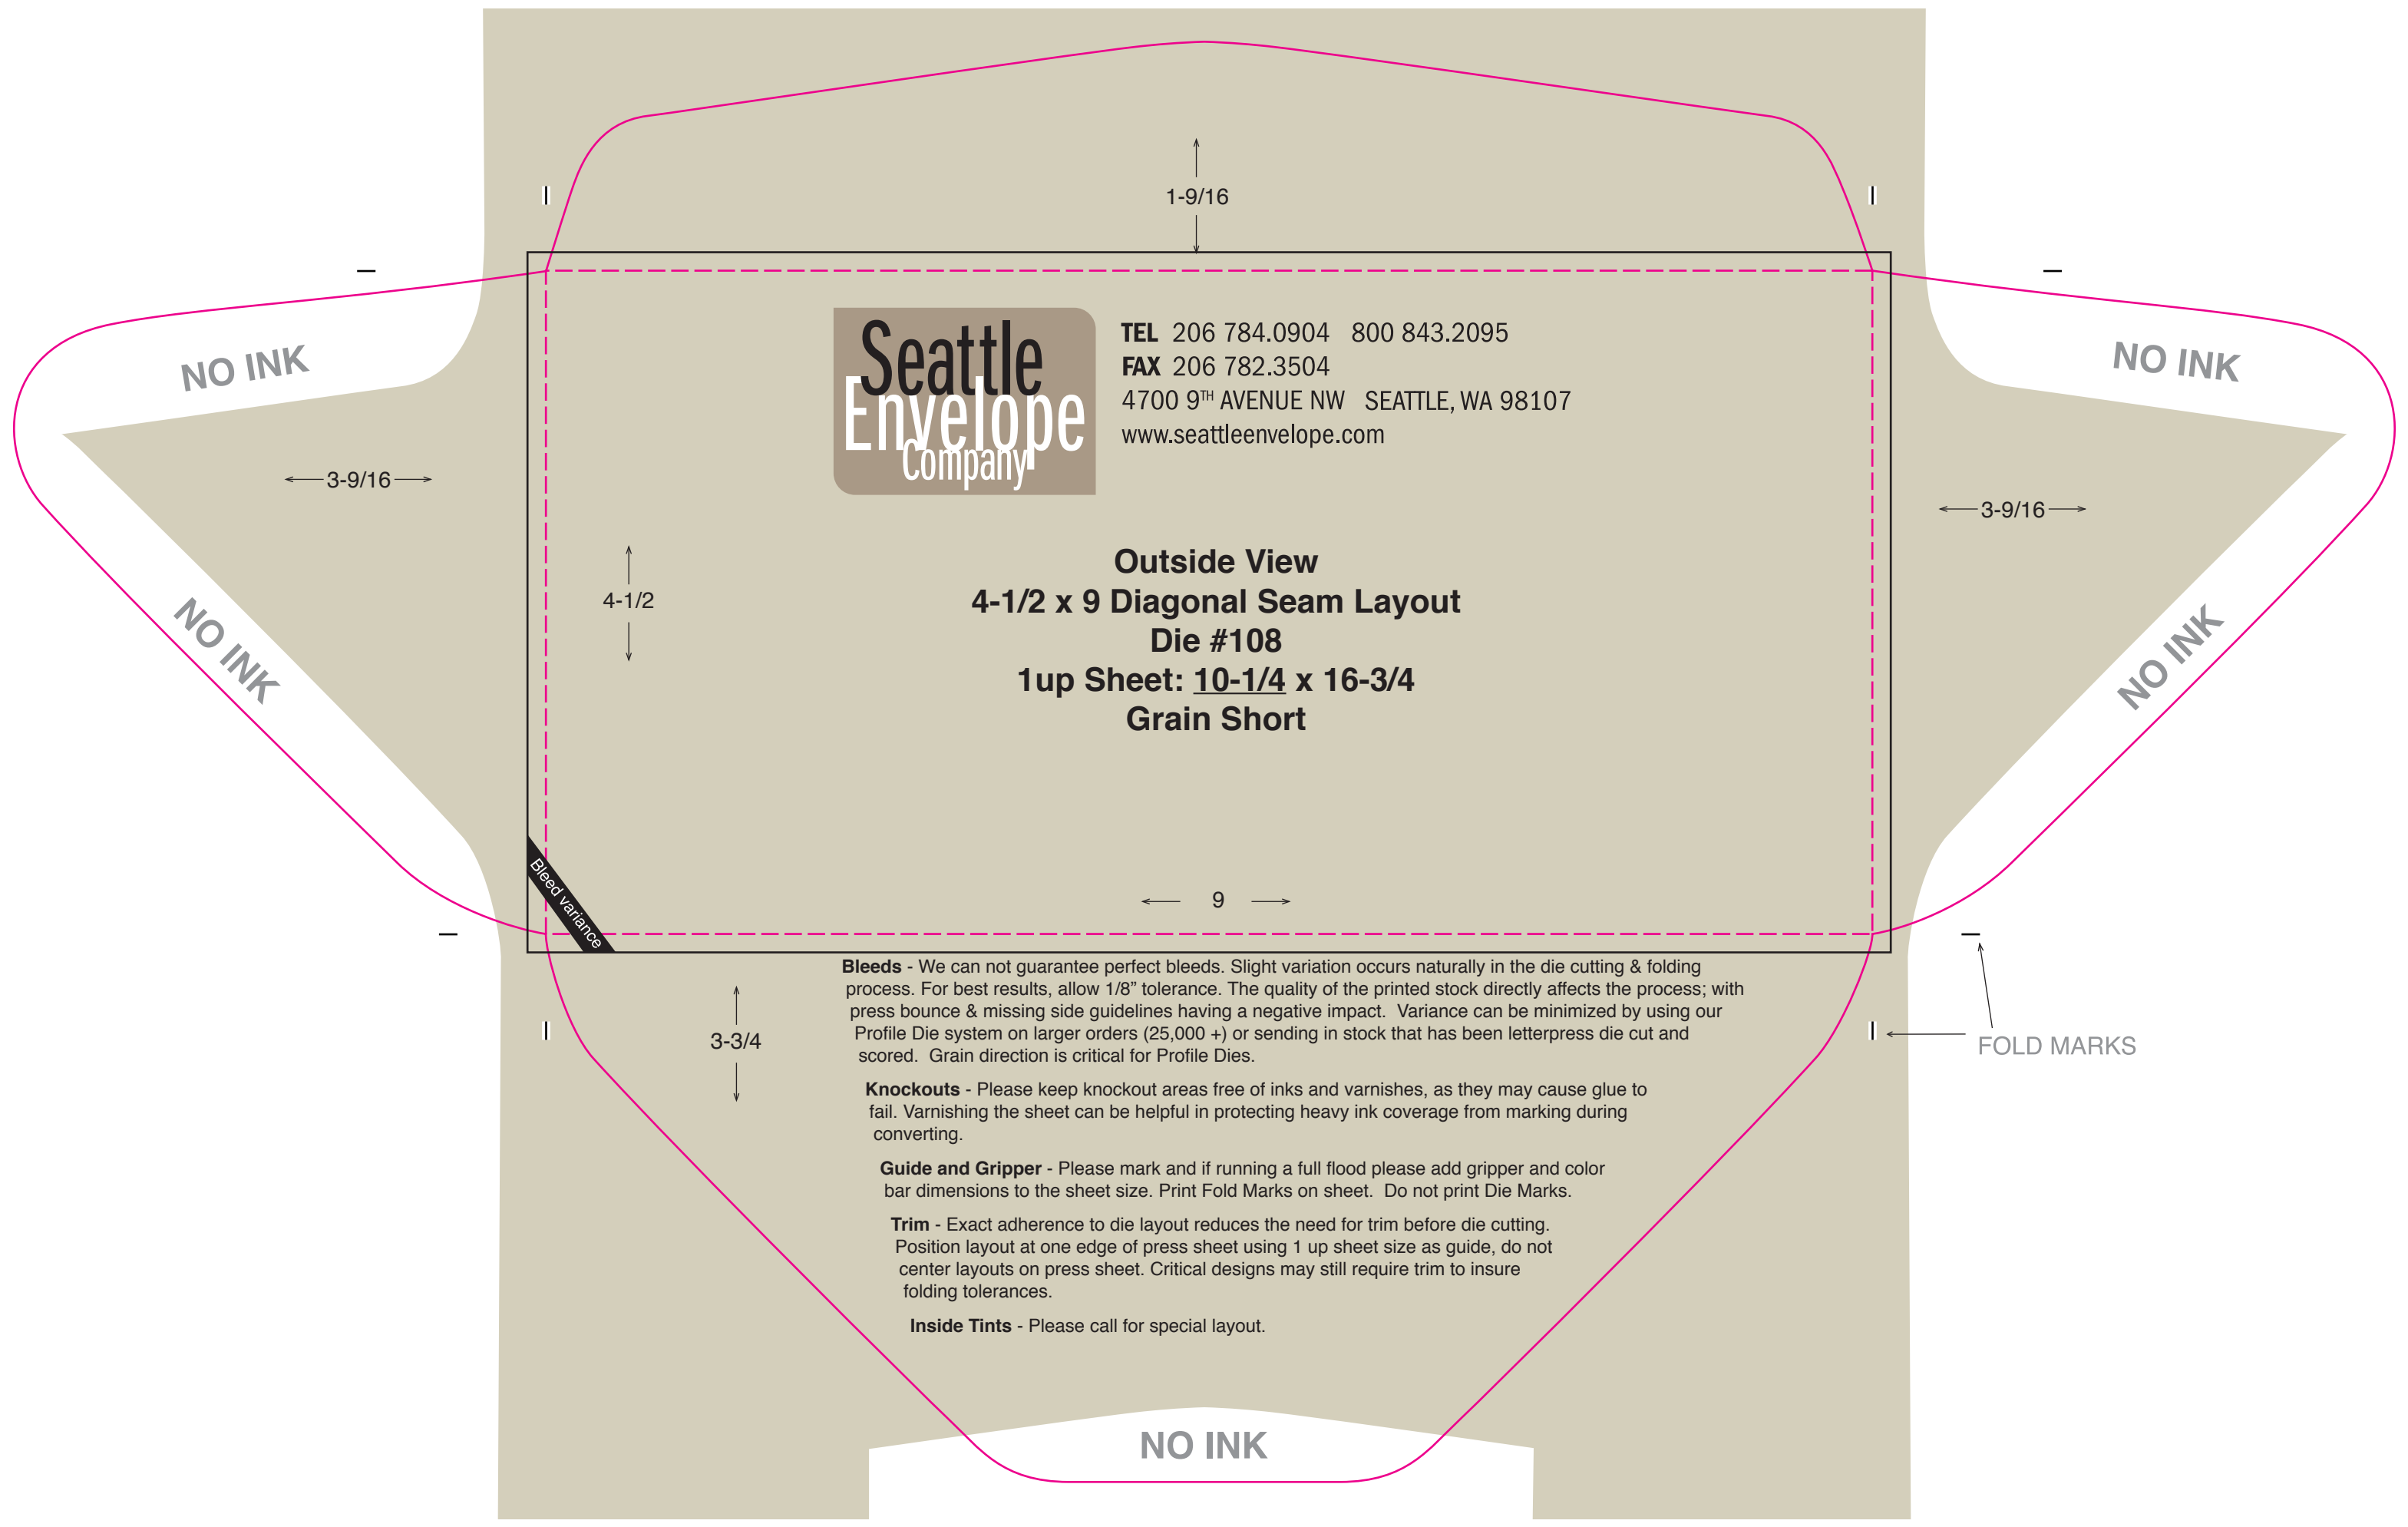 1-9/16
Seattle
Envelope
Company
TEL 206 784.0904 800 843.2095
FAX 206 782.3504
4700 9TH AVENUE NW SEATTLE, WA 98107
www.seattleenvelope.com
NO INK
NO INK
3-9/16
3-9/16
4-1/2
Outside View
4-1/2 x 9 Diagonal Seam Layout
Die #108
1up Sheet: 10-1/4 x 16-3/4
Grain Short
NO INK
NO INK
9
Bleed variance
Bleeds - We can not guarantee perfect bleeds. Slight variation occurs naturally in the die cutting & folding
process. For best results, allow 1/8” tolerance. The quality of the printed stock directly affects the process; with
press bounce & missing side guidelines having a negative impact. Variance can be minimized by using our
Profile Die system on larger orders (25,000 +) or sending in stock that has been letterpress die cut and
scored. Grain direction is critical for Profile Dies.
3-3/4
FOLD MARKS
Knockouts - Please keep knockout areas free of inks and varnishes, as they may cause glue to
fail. Varnishing the sheet can be helpful in protecting heavy ink coverage from marking during
converting.
Guide and Gripper - Please mark and if running a full flood please add gripper and color
bar dimensions to the sheet size. Print Fold Marks on sheet. Do not print Die Marks.
Trim - Exact adherence to die layout reduces the need for trim before die cutting.
Position layout at one edge of press sheet using 1 up sheet size as guide, do not
center layouts on press sheet. Critical designs may still require trim to insure
folding tolerances.
Inside Tints - Please call for special layout.
NO INK